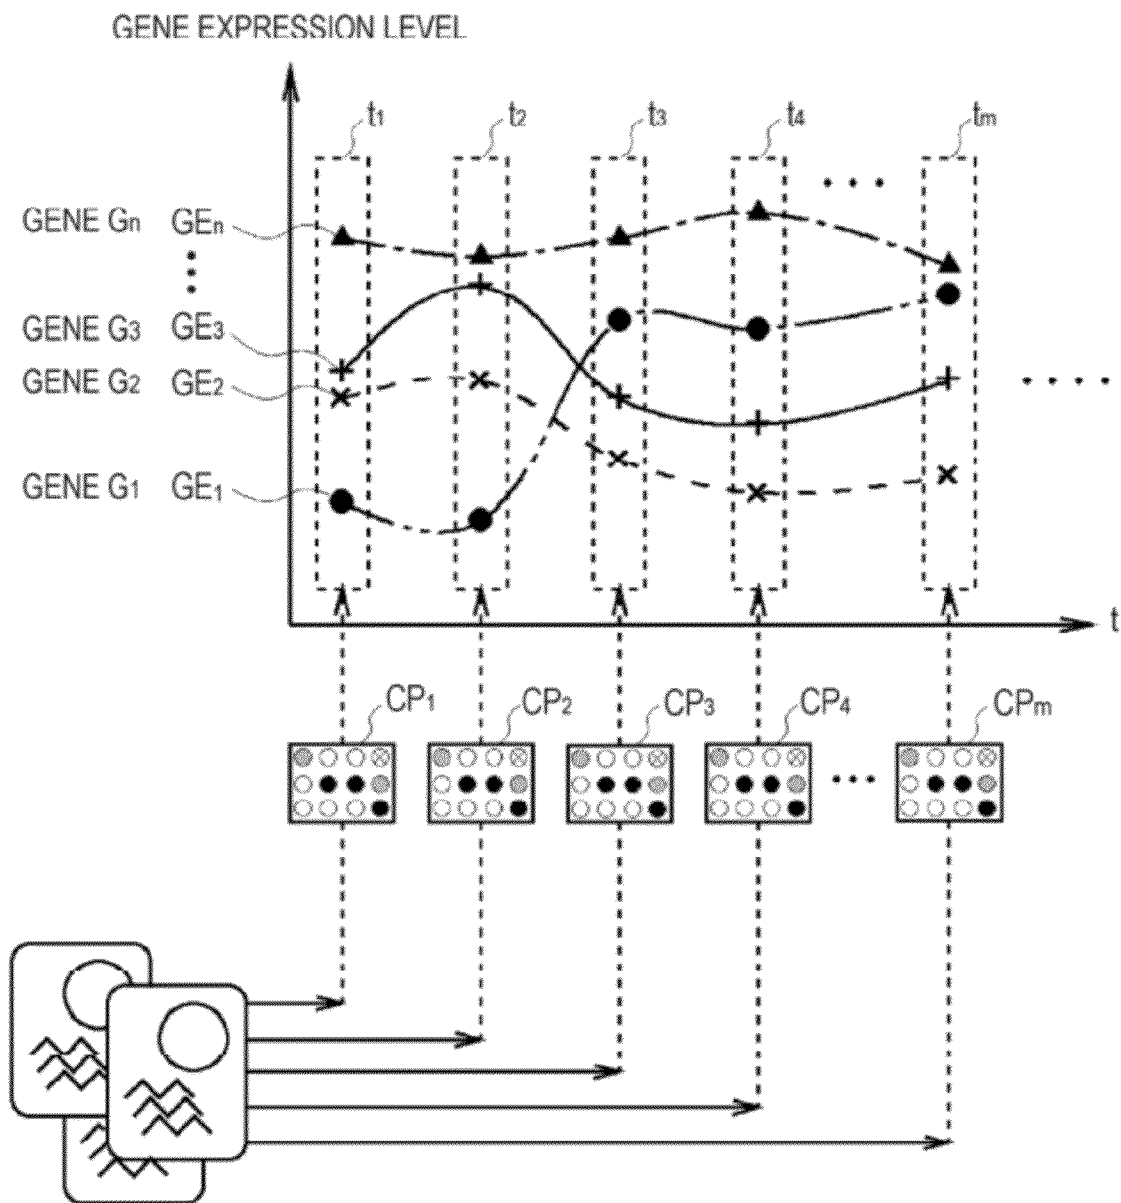 GENE EXPRESSION LEVEL
t1 t2 t3 t4 tm
GENE Gn GEn
GENE G3 GE3
GENE G2 GE2
GENE G1 GE1
t
CP1 CP2 CP3 CP4 CPm